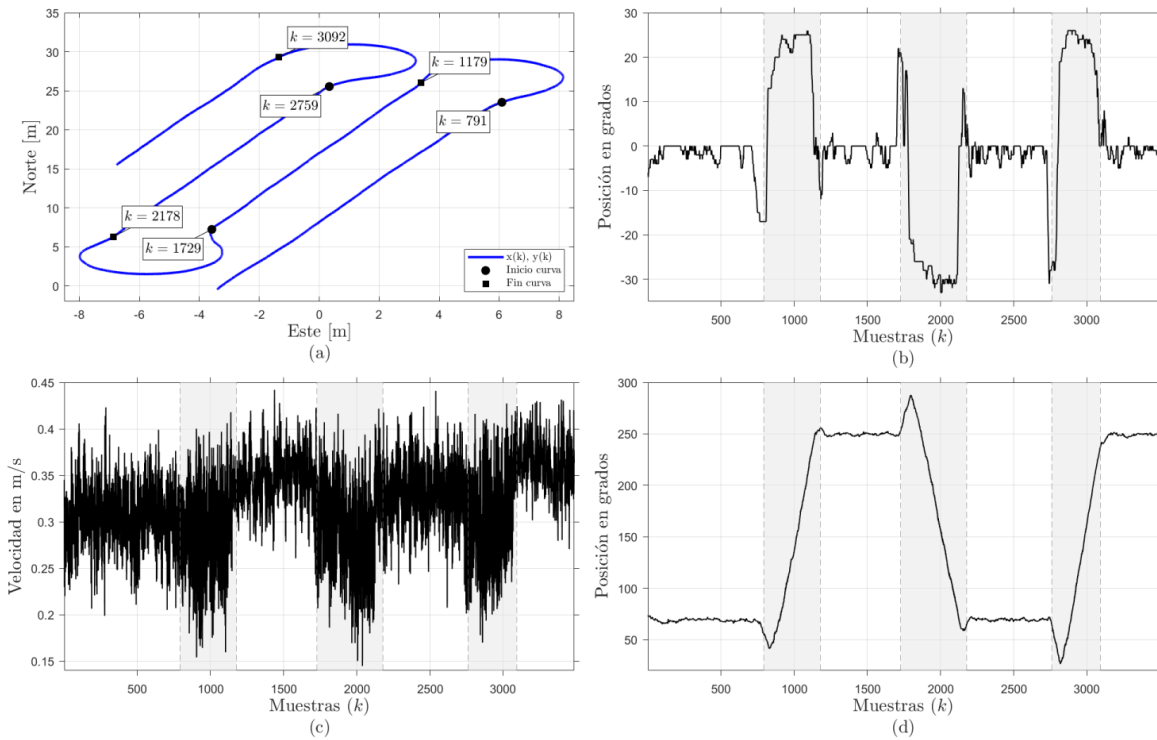 35
30
25
20
15
10
5
0
-8
-6
-4
-2
0
2
4
6
8
Norte [m]
Este [m]
k = 3092
k = 1179
k = 2759
k = 791
k = 2178
k = 1729
x(k), y(k)
Inicio curva
Fin curva
(a)
30
20
10
0
-10
-20
-30
500
1000
1500
2000
2500
3000
Posición en grados
Muestras (k)
(b)
0.45
0.4
0.35
0.3
0.25
0.2
0.15
500
1000
1500
2000
2500
3000
Velocidad en m/s
Muestras (k)
(c)
300
250
200
150
100
50
500
1000
1500
2000
2500
3000
Posición en grados
Muestras (k)
(d)